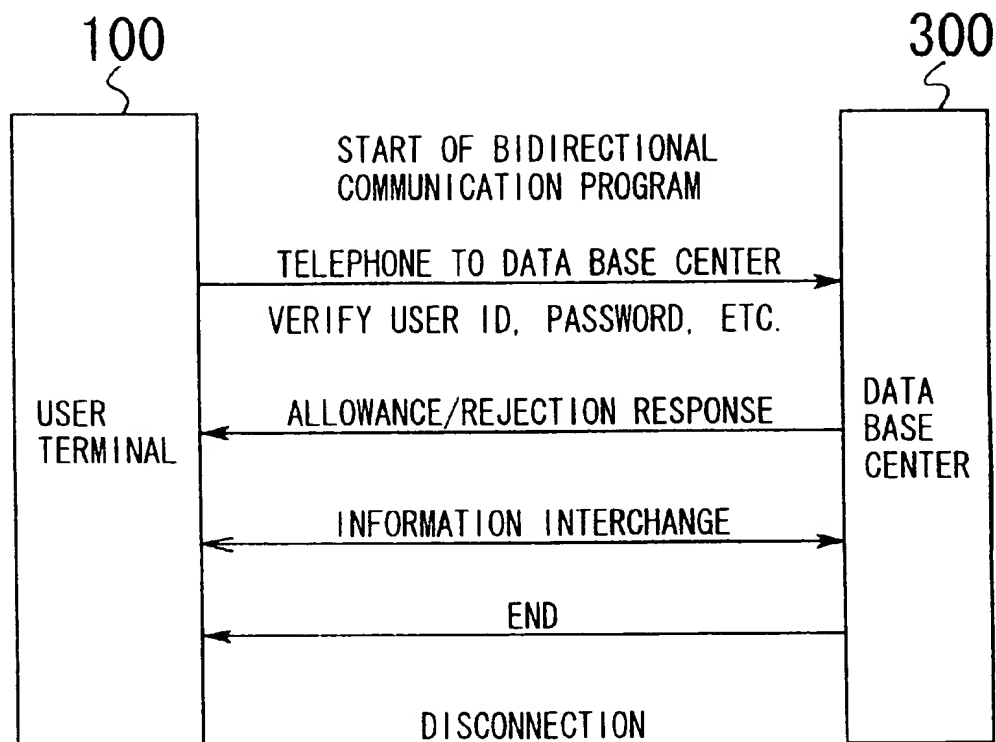 100
300
START OF BIDIRECTIONAL
COMMUNICATION PROGRAM
TELEPHONE TO DATA BASE CENTER
VERIFY USER ID, PASSWORD, ETC.
ALLOWANCE/REJECTION RESPONSE
USER
TERMINAL
DATA
BASE
CENTER
INFORMATION INTERCHANGE
END
DISCONNECTION